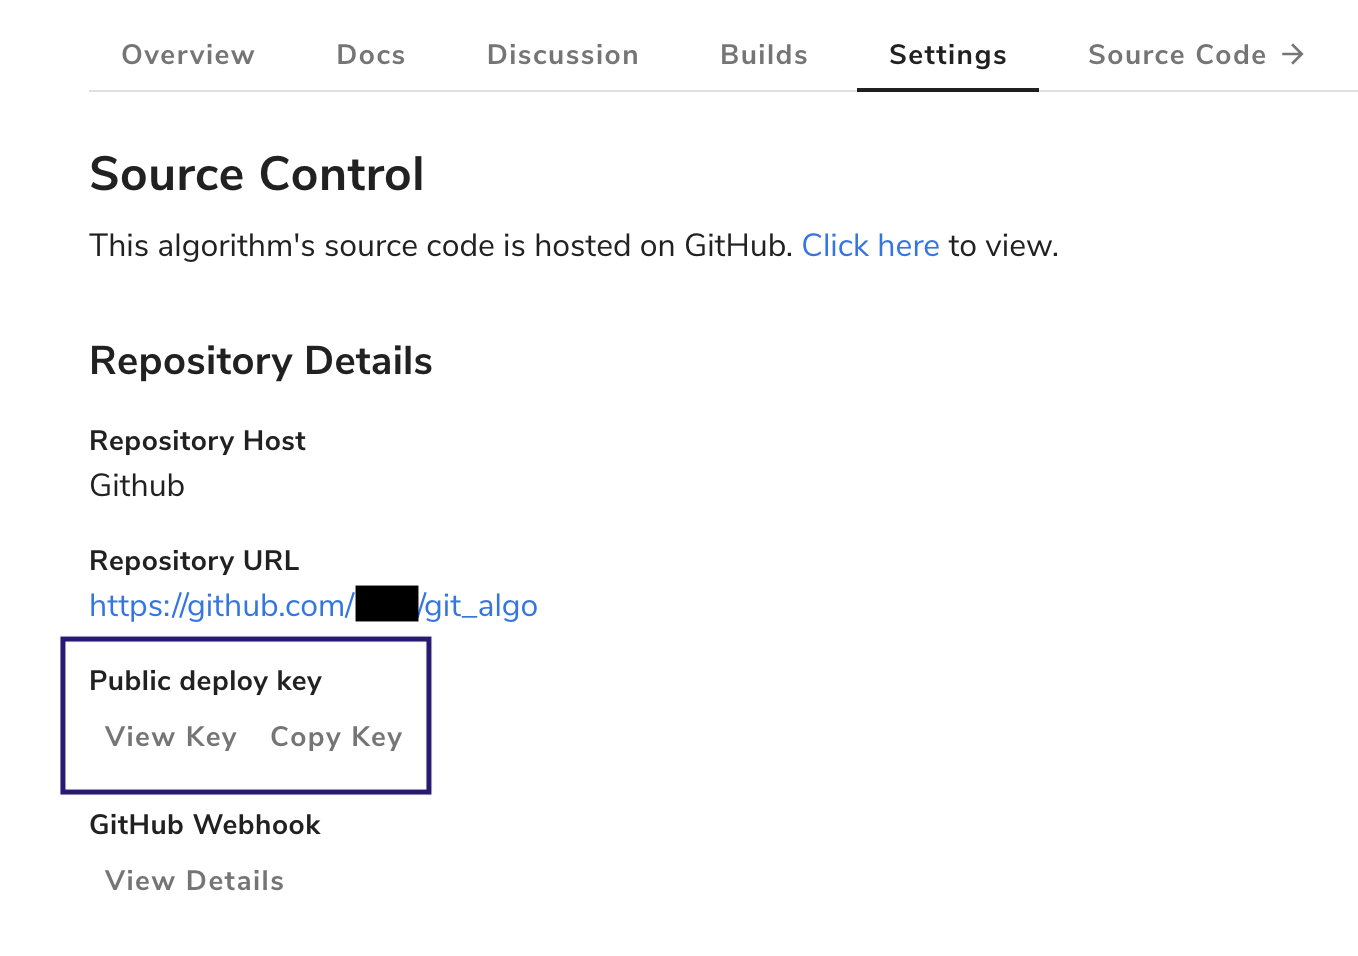 Overview Docs Discussion Builds Settings Source Code →
Source Control
This algorithm's source code is hosted on GitHub. Click here to view.
Repository Details
Repository Host
Github
Repository URL
https://github.com/ /git_algo
Public deploy key
View Key Copy Key
GitHub Webhook
View Details